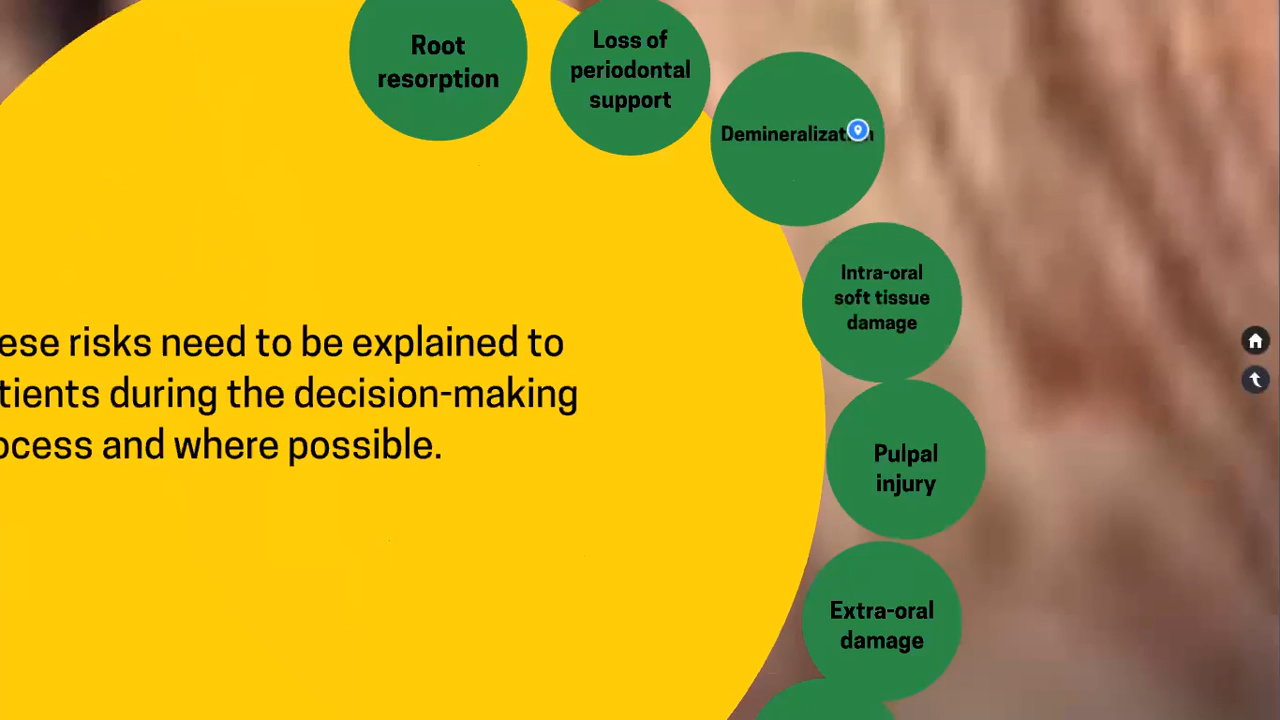 Root
resorption
Loss of
periodontal
support
Intra-oral
soft tissue
damage
ese risks need to be explained to
tients during the decision-making
ocess and where possible.
Pulpal
injury
Extra-oral
damage